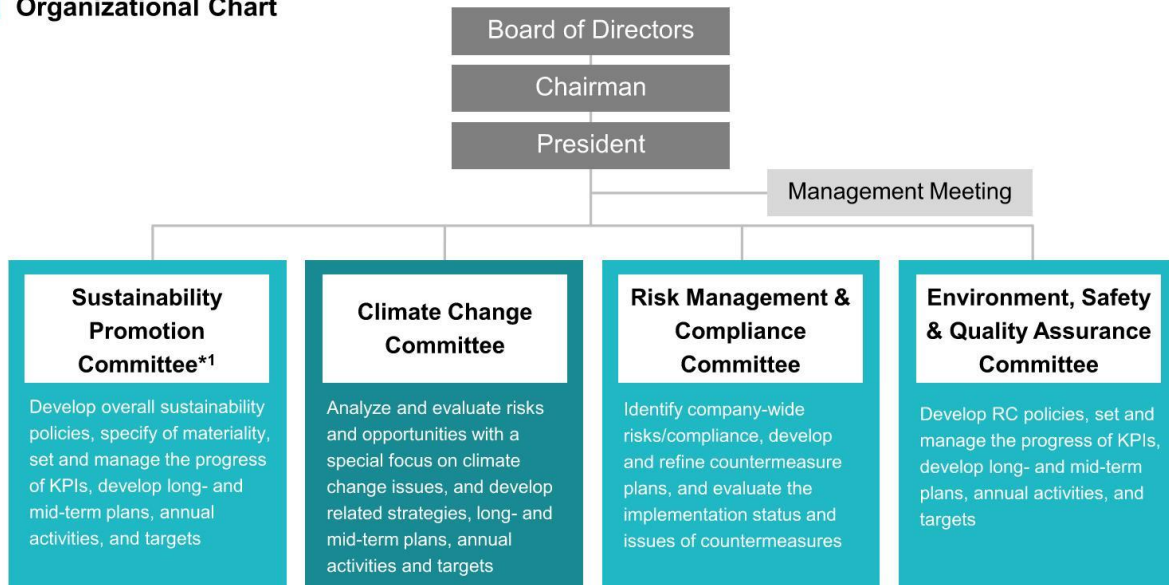 Organizational Chart
Board of Directors
Chairman
President
Management Meeting
Sustainability
Promotion
Committee*1
Develop overall sustainability
policies, specify of materiality,
set and manage the progress
of KPIs, develop long- and
mid-term plans, annual
activities, and targets
Climate Change
Committee
Analyze and evaluate risks
and opportunities with a
special focus on climate
change issues, and develop
related strategies, long- and
mid-term plans, annual
activities and targets
Risk Management &
Compliance
Committee
Identify company-wide
risks/compliance, develop
and refine countermeasure
plans, and evaluate the
implementation status and
issues of countermeasures
Environment, Safety
& Quality Assurance
Committee
Develop RC policies, set and
manage the progress of KPIs,
develop long- and mid-term
plans, annual activities, and
targets